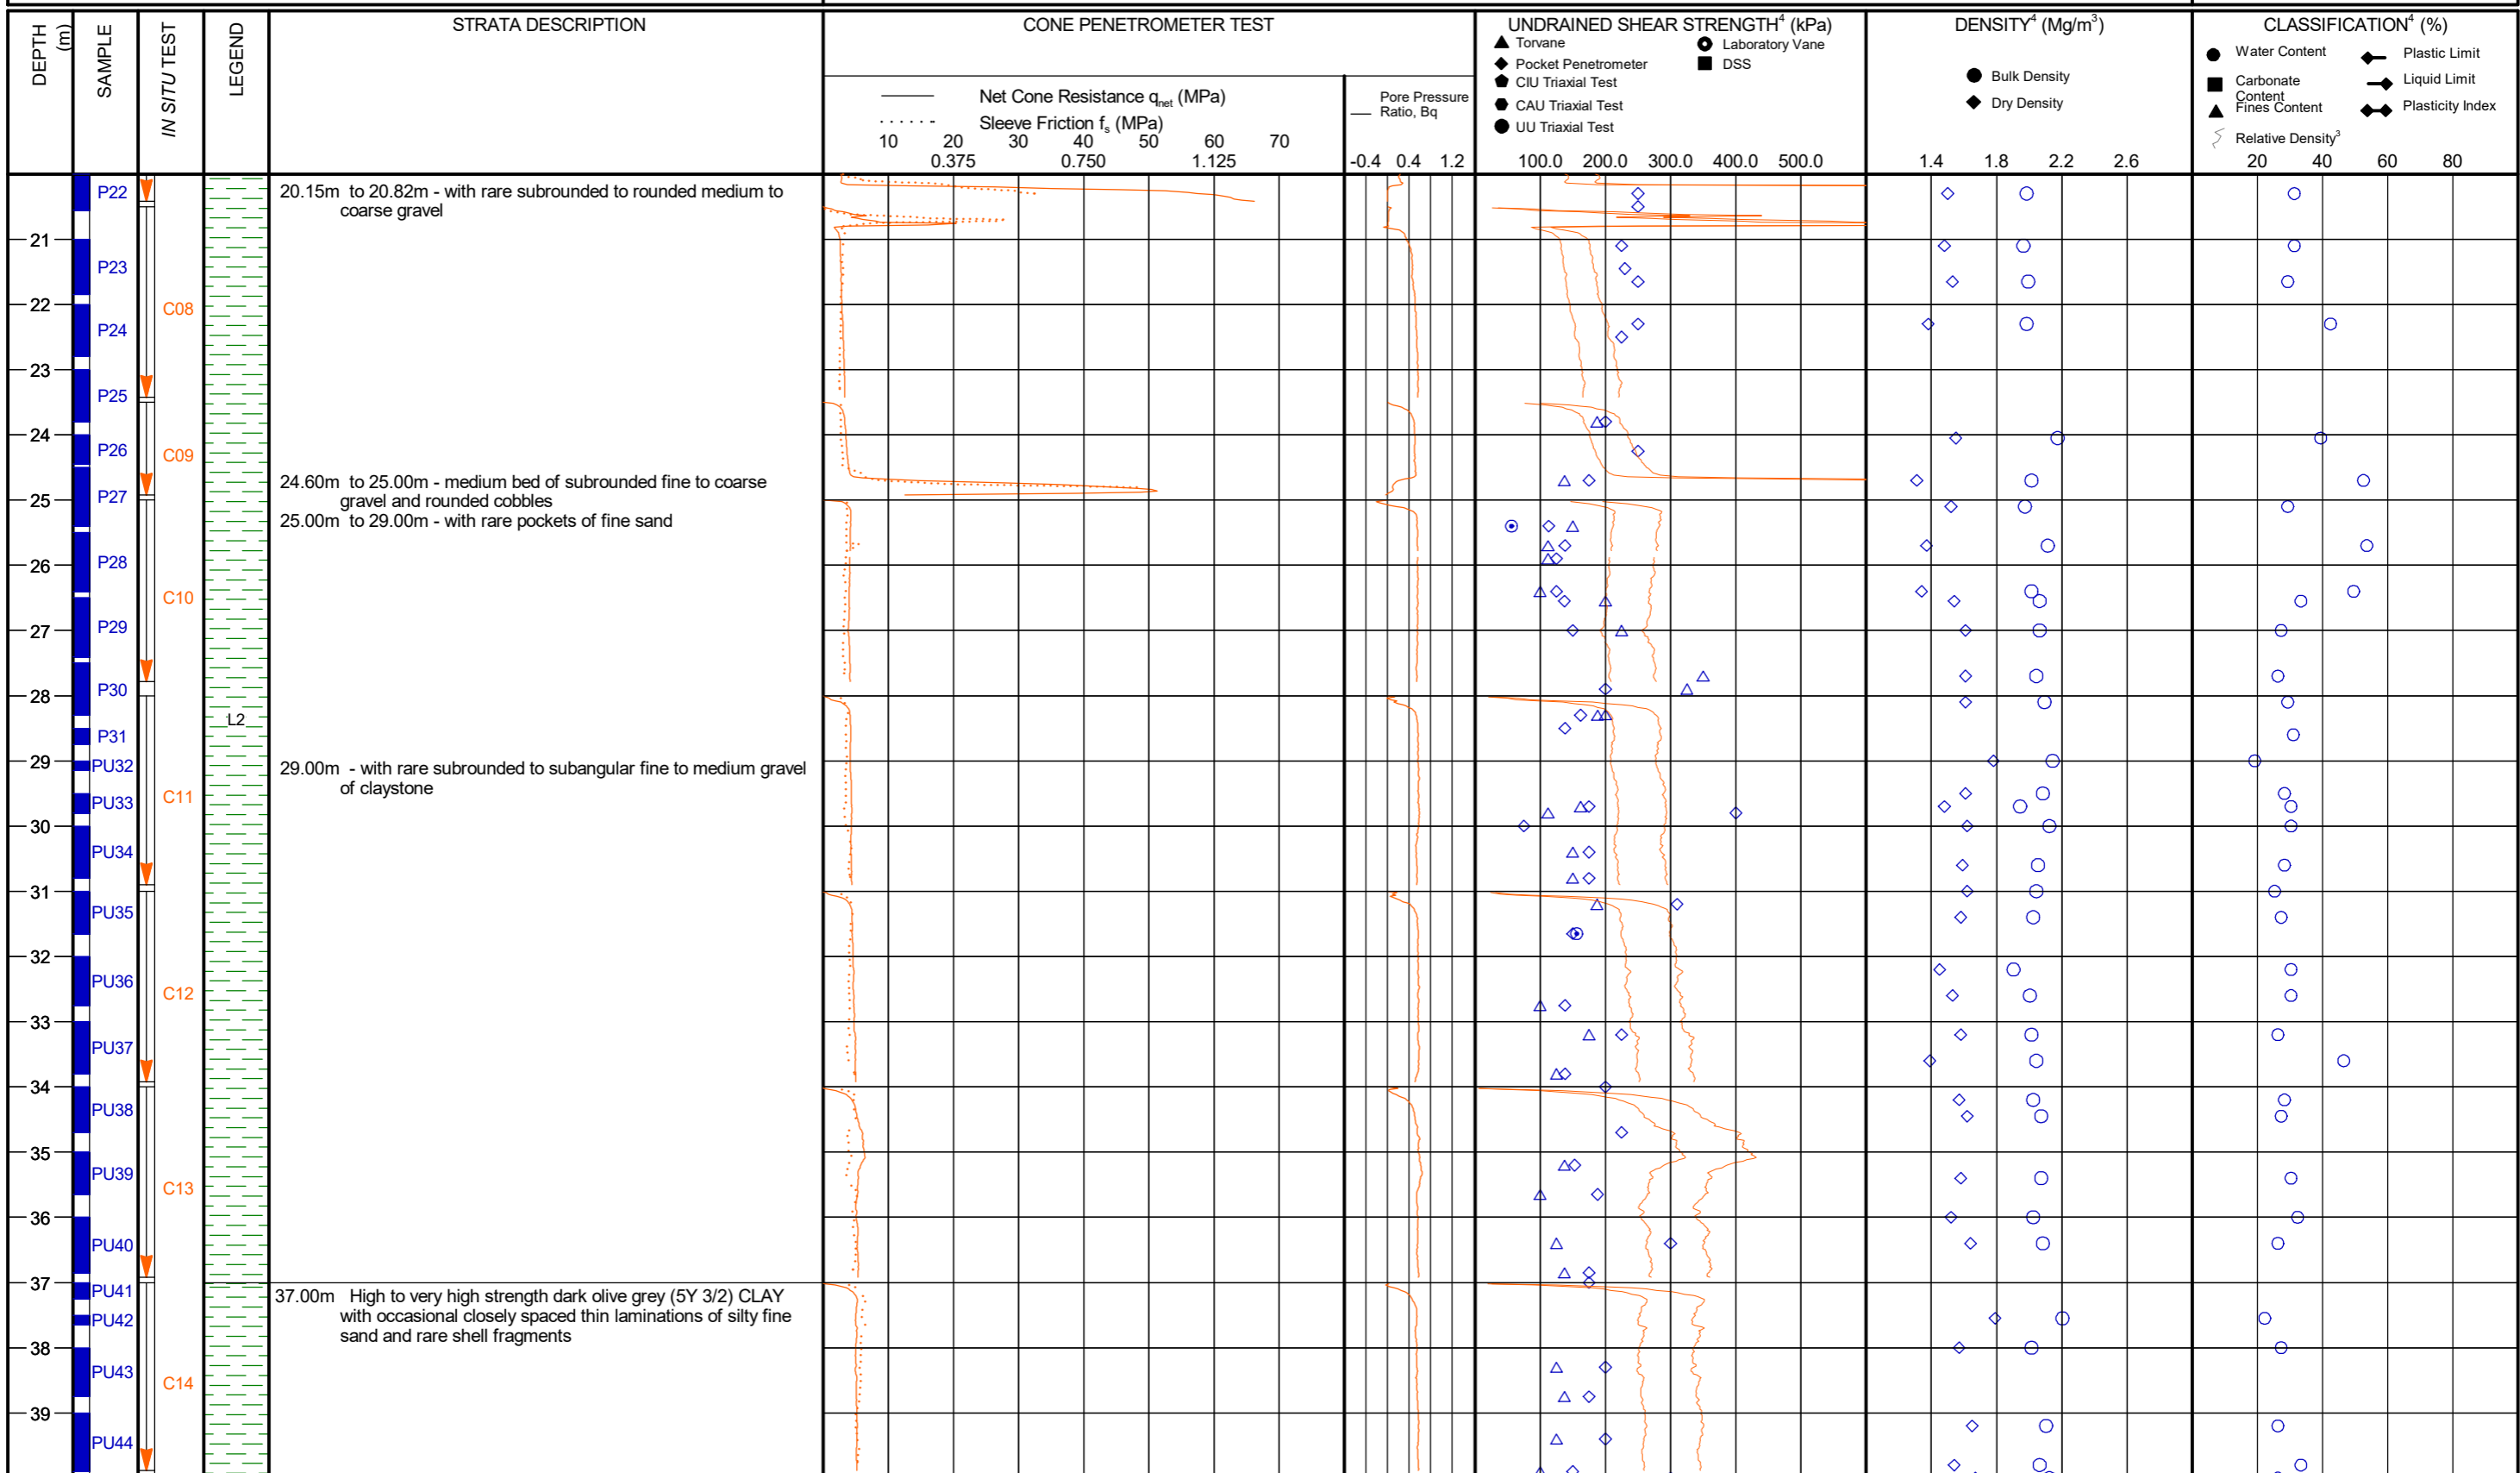 DEPTH (m)
SAMPLE
IN SITU TEST
LEGEND
STRATA DESCRIPTION
CONE PENETROMETER TEST
Net Cone Resistance qnet (MPa)
Sleeve Friction fs (MPa)
10 20 30 40 50 60 70
0.375 0.750 1.125
Pore Pressure
Ratio, Bq
-0.4 0.4 1.2
UNDRAINED SHEAR STRENGTH⁴ (kPa)
Torvane
Pocket Penetrometer
CIU Triaxial Test
CAU Triaxial Test
UU Triaxial Test
Laboratory Vane
DSS
100.0 200.0 300.0 400.0 500.0
DENSITY⁴ (Mg/m³)
Bulk Density
Dry Density
1.4 1.8 2.2 2.6
CLASSIFICATION⁴ (%)
Water Content
Carbonate
Content
Fines Content
Relative Density³
Plastic Limit
Liquid Limit
Plasticity Index
20 40 60 80
21
22
23
24
25
26
27
28
29
30
31
32
33
34
35
36
37
38
39
P22
P23
P24
P25
P26
P27
P28
P29
P30
P31
PU32
PU33
PU34
PU35
PU36
PU37
PU38
PU39
PU40
PU41
PU42
PU43
PU44
C08
C09
C10
C11
C12
C13
C14
L2
20.15m to 20.82m - with rare subrounded to rounded medium to
coarse gravel
24.60m to 25.00m - medium bed of subrounded fine to coarse
gravel and rounded cobbles
25.00m to 29.00m - with rare pockets of fine sand
29.00m - with rare subrounded to subangular fine to medium gravel
of claystone
37.00m High to very high strength dark olive grey (5Y 3/2) CLAY
with occasional closely spaced thin laminations of silty fine
sand and rare shell fragments